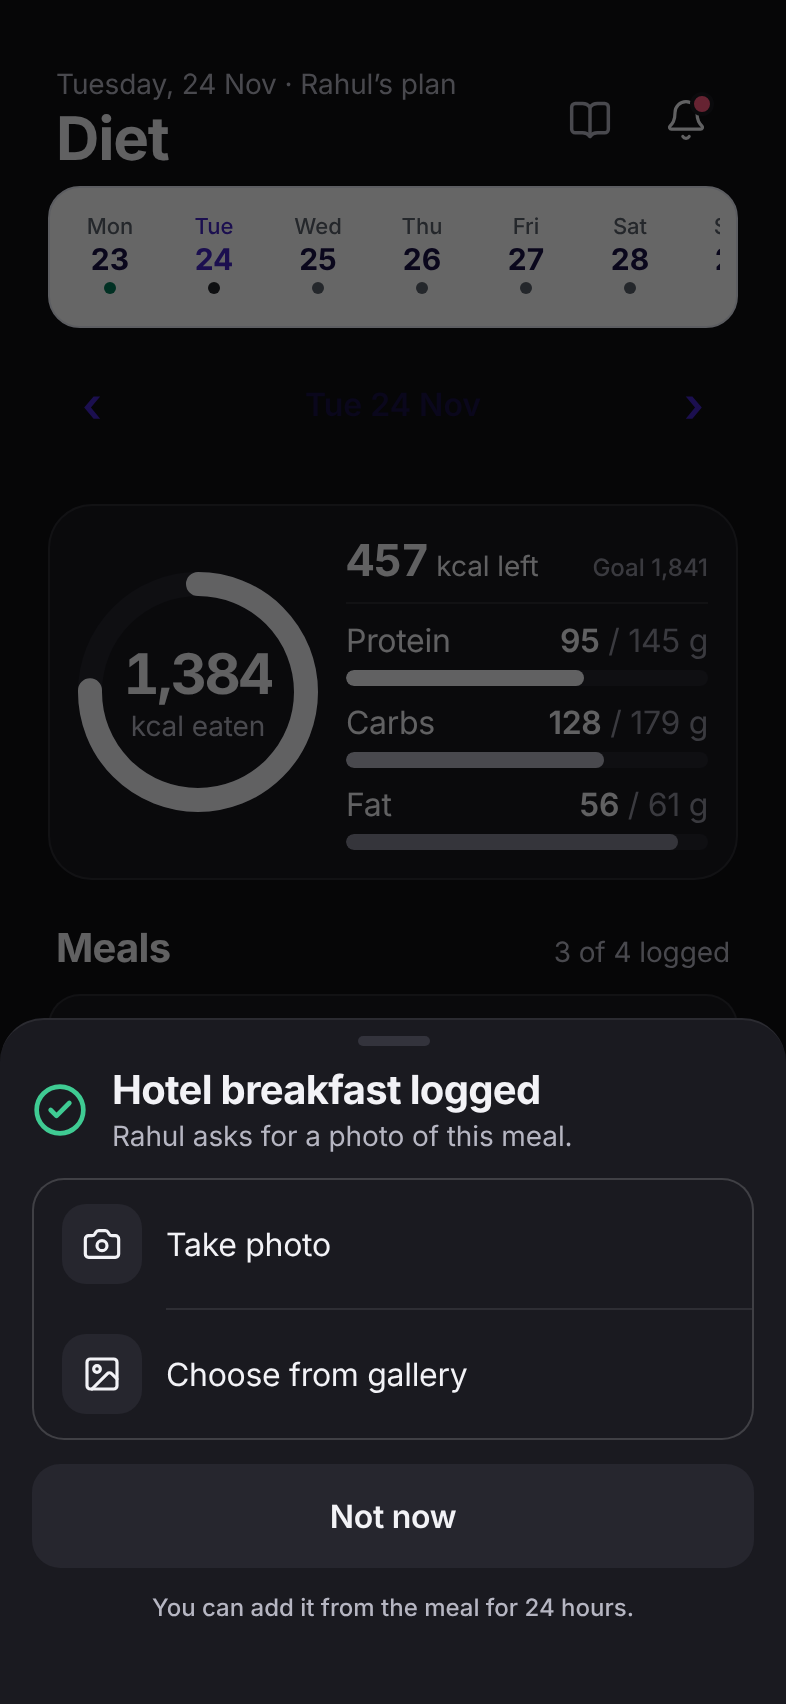 Tuesday, 24 Nov · Rahul’s plan
Diet
Mon Tue Wed Thu Fri Sat
23 24 25 26 27 28
Tue 24 Nov
457 kcal left Goal 1,841
1,384
kcal eaten
Protein 95 / 145 g
Carbs 128 / 179 g
Fat 56 / 61 g
Meals 3 of 4 logged
Hotel breakfast logged
Rahul asks for a photo of this meal.
Take photo
Choose from gallery
Not now
You can add it from the meal for 24 hours.